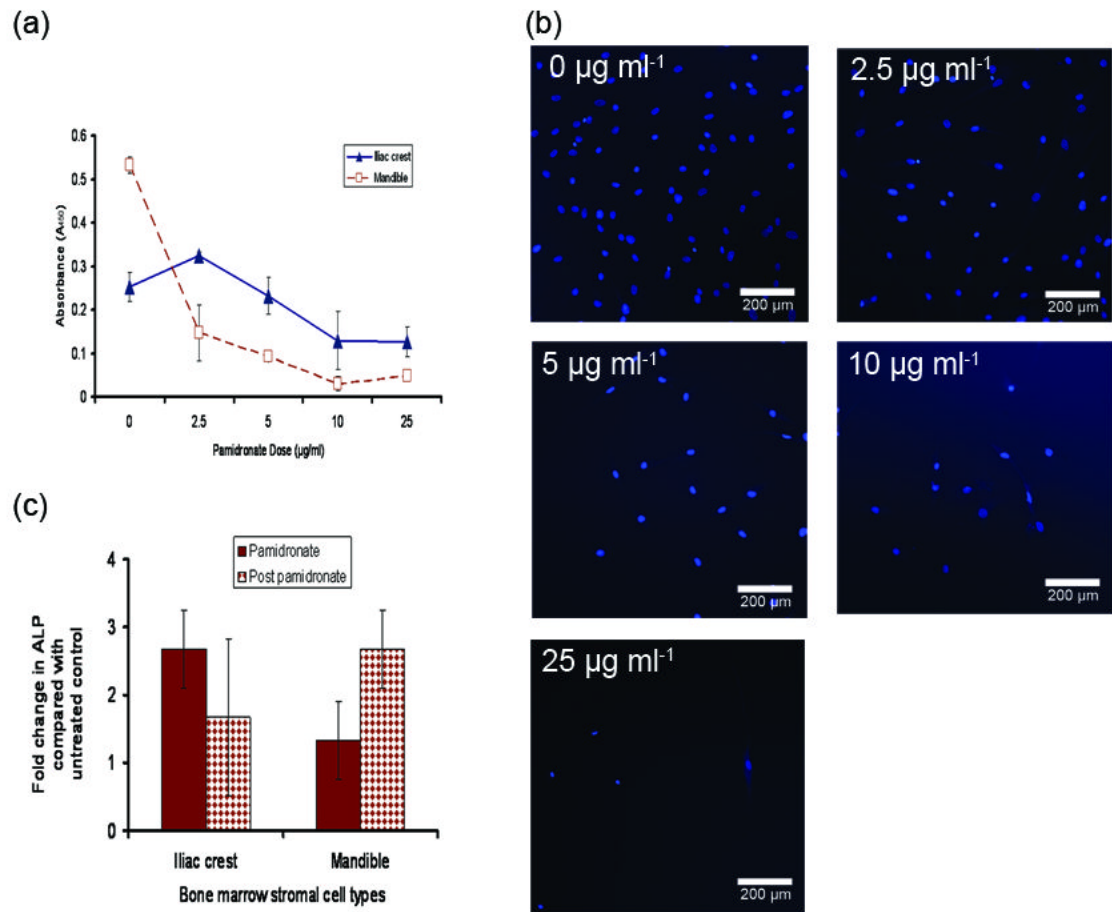 (a)
0.6
0.5
0.4
0.3
0.2
0.1
0
Absorbance (A450)
Iliac crest
Mandible
0 2.5 5 10 25
Pamidronate Dose (µg/ml)
(b)
0 µg ml-1
200 µm
2.5 µg ml-1
200 µm
5 µg ml-1
200 µm
10 µg ml-1
200 µm
25 µg ml-1
200 µm
(c)
Pamidronate
Post pamidronate
4
3
2
1
0
Fold change in ALP
compared with
untreated control
Iliac crest Mandible
Bone marrow stromal cell types